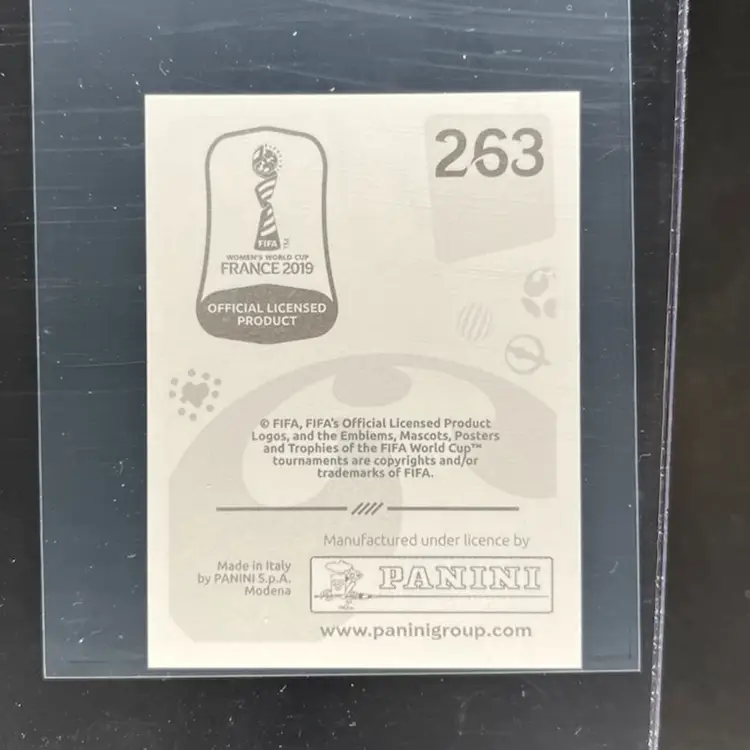 263
FIFA
TM
WOMEN'S WORLD CUP
FRANCE 2019
OFFICIAL LICENSED
PRODUCT
© FIFA, FIFA's Official Licensed Product
Logos, and the Emblems, Mascots, Posters
and Trophies of the FIFA World Cup™
tournaments are copyrights and/or
trademarks of FIFA.
Manufactured under licence by
Made in Italy
by PANINI S.p.A.
Modena
PANINI
www.paninigroup.com